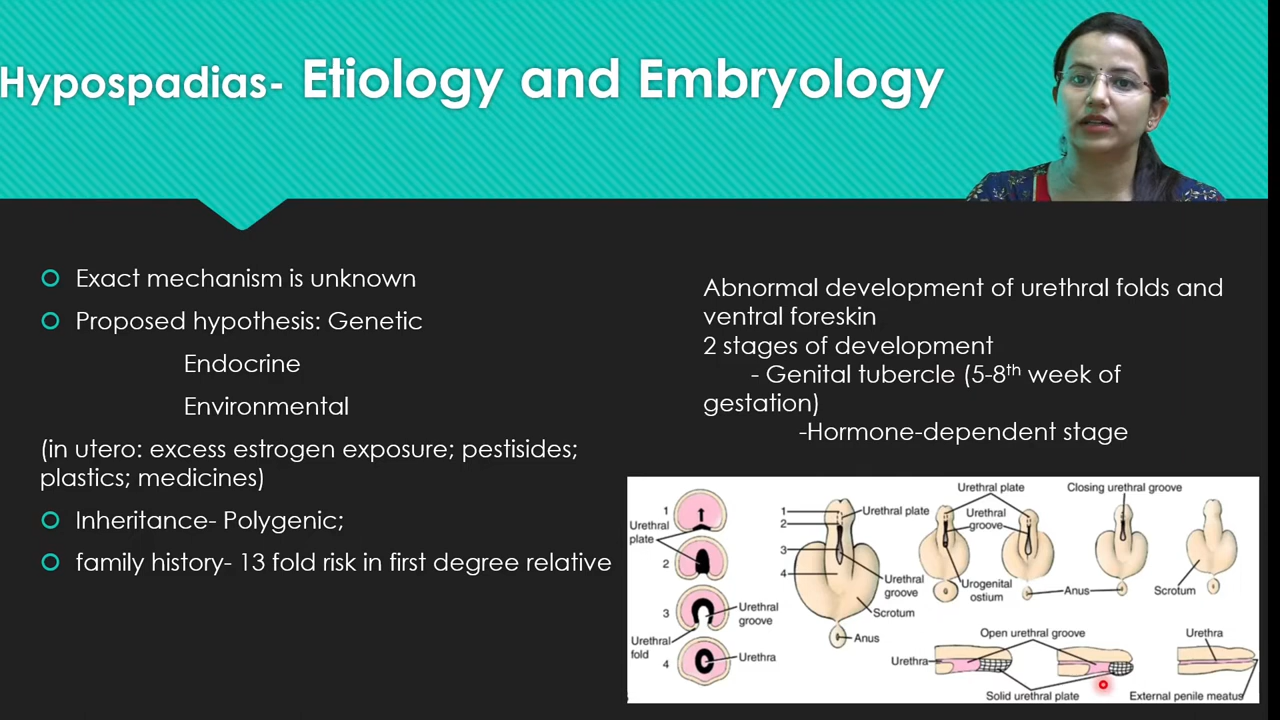 Hypospadias- Etiology and Embryology
Exact mechanism is unknown
Proposed hypothesis: Genetic
Endocrine
Environmental
(in utero: excess estrogen exposure; pestisides;
plastics; medicines)
Inheritance- Polygenic;
family history- 13 fold risk in first degree relative
Abnormal development of urethral folds and
ventral foreskin
2 stages of development
- Genital tubercle (5-8th week of
gestation)
-Hormone-dependent stage
1
Urethral
plate
2
3
Urethral
groove
Urethral
fold
4
Urethra
1
2
3
4
Urethral plate
Urethral
groove
Scrotum
Anus
Urethral plate
Urethral
groove
Urogenital
ostium
Anus
Closing urethral groove
Scrotum
Open urethral groove
Urethra
Solid urethral plate
Urethra
External penile meatus